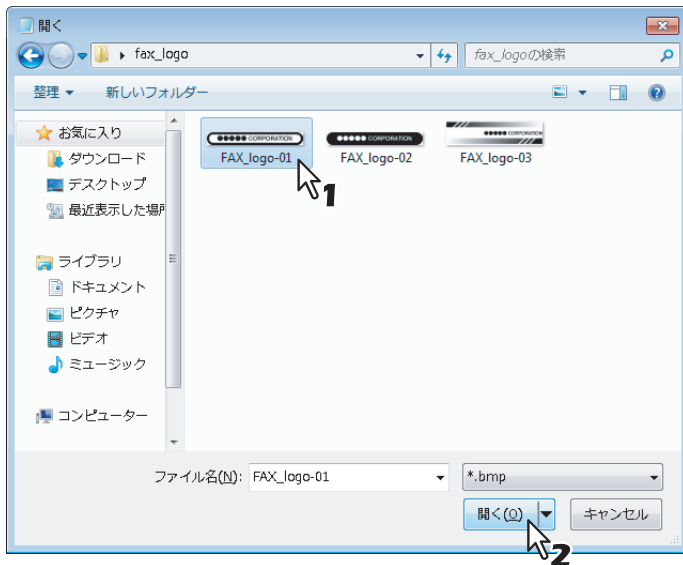 開く
fax_logo
fax_logoの検索
整理 新しいフォルダー
お気に入り
ダウンロード
デスクトップ
最近表示した場所
ライブラリ
ドキュメント
ピクチャ
ビデオ
ミュージック
コンピューター
CORPORATION
FAX_logo-01
CORPORATION
FAX_logo-02
CORPORATION
FAX_logo-03
1
ファイル名(N): FAX_logo-01
*.bmp
開く(O) キャンセル
2